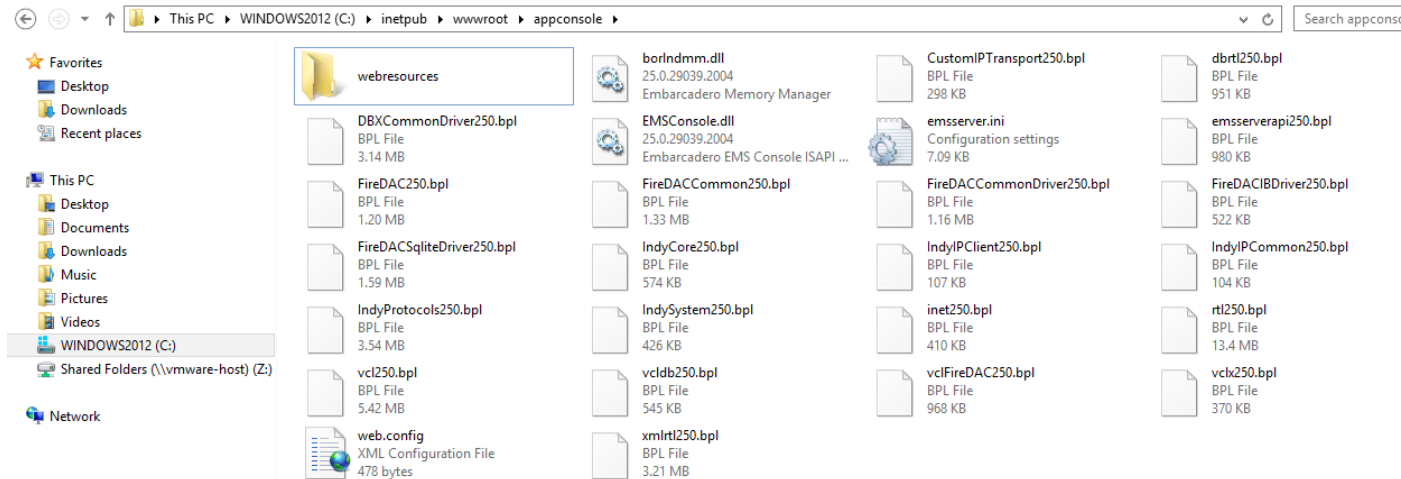 This PC ▸ WINDOWS2012 (C:) ▸ inetpub ▸ wwwroot ▸ appconsole ▸
Search appconso
Favorites
Desktop
Downloads
Recent places
This PC
Desktop
Documents
Downloads
Music
Pictures
Videos
WINDOWS2012 (C:)
Shared Folders (\\vmware-host) (Z:)
Network
webresources
borlndmm.dll
25.0.29039.2004
Embarcadero Memory Manager
CustomIPTransport250.bpl
BPL File
298 KB
dbrtl250.bpl
BPL File
951 KB
DBXCommonDriver250.bpl
BPL File
3.14 MB
EMSConsole.dll
25.0.29039.2004
Embarcadero EMS Console ISAPI ...
emsserver.ini
Configuration settings
7.09 KB
emsserverapi250.bpl
BPL File
980 KB
FireDAC250.bpl
BPL File
1.20 MB
FireDACCommon250.bpl
BPL File
1.33 MB
FireDACCommonDriver250.bpl
BPL File
1.16 MB
FireDACIBDriver250.bpl
BPL File
522 KB
FireDACSqliteDriver250.bpl
BPL File
1.59 MB
IndyCore250.bpl
BPL File
574 KB
IndyIPClient250.bpl
BPL File
107 KB
IndyIPCommon250.bpl
BPL File
104 KB
IndyProtocols250.bpl
BPL File
3.54 MB
IndySystem250.bpl
BPL File
426 KB
inet250.bpl
BPL File
410 KB
rtl250.bpl
BPL File
13.4 MB
vcl250.bpl
BPL File
5.42 MB
vcldb250.bpl
BPL File
545 KB
vclFireDAC250.bpl
BPL File
968 KB
vclx250.bpl
BPL File
370 KB
web.config
XML Configuration File
478 bytes
xmlrtl250.bpl
BPL File
3.21 MB